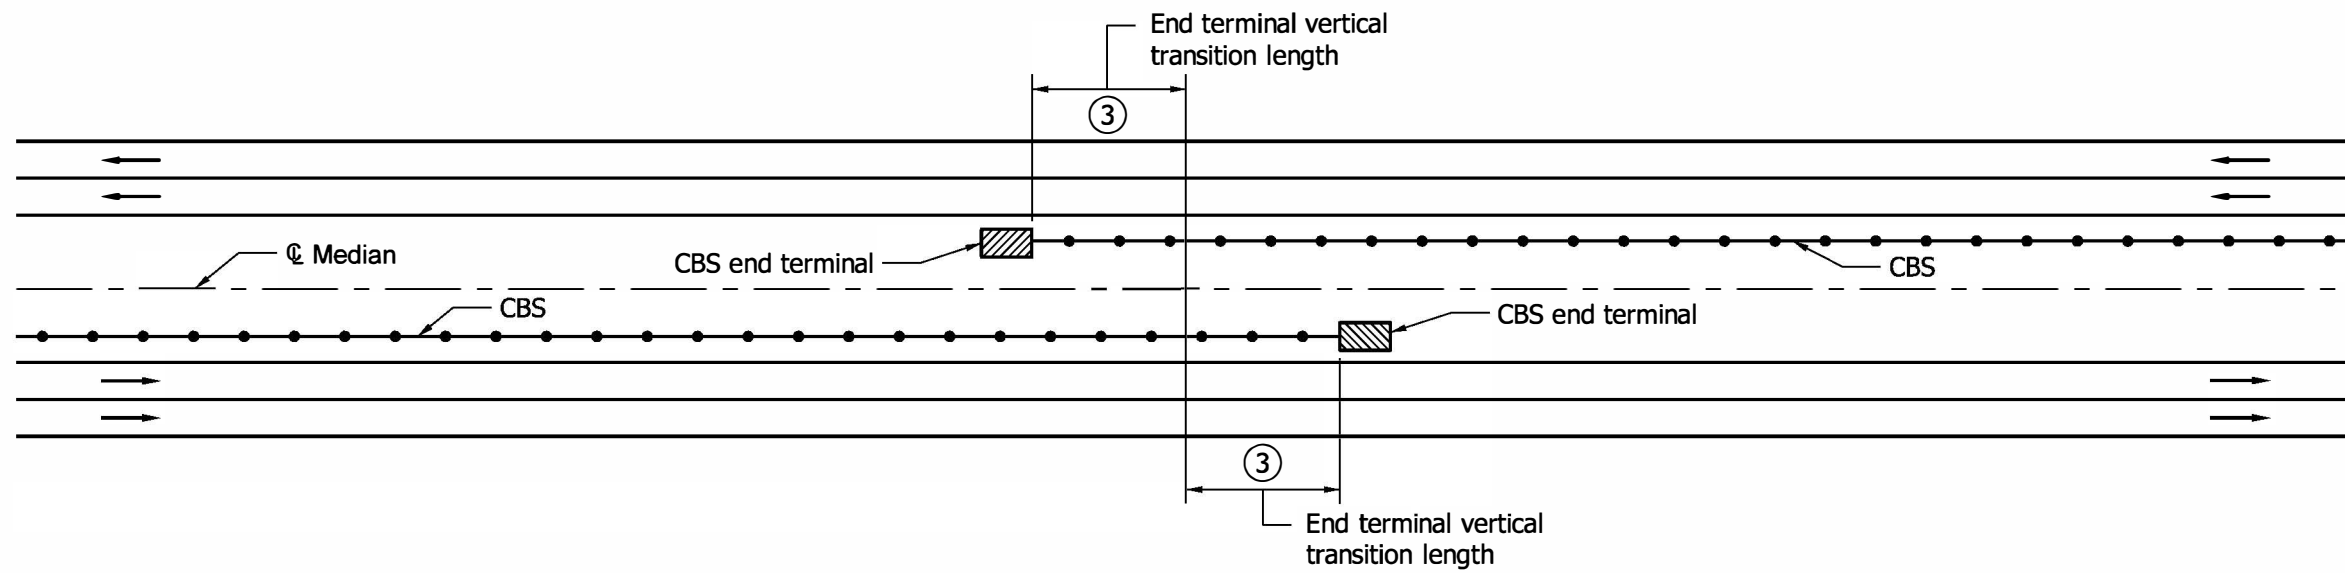 End terminal vertical
transition length
③
℄ Median
CBS end terminal
CBS
CBS
CBS end terminal
③
End terminal vertical
transition length